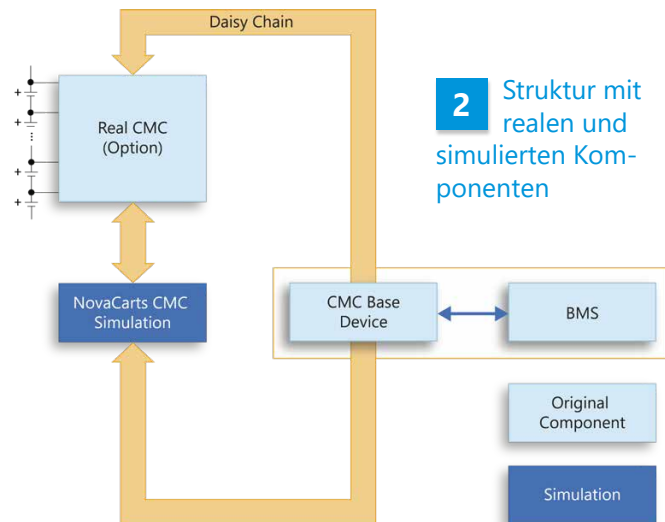 Daisy Chain
Real CMC
(Option)
+
+
+
+
2
Struktur mit
realen und
simulierten Kom-
ponenten
NovaCarts CMC
Simulation
CMC Base
Device
BMS
Original
Component
Simulation